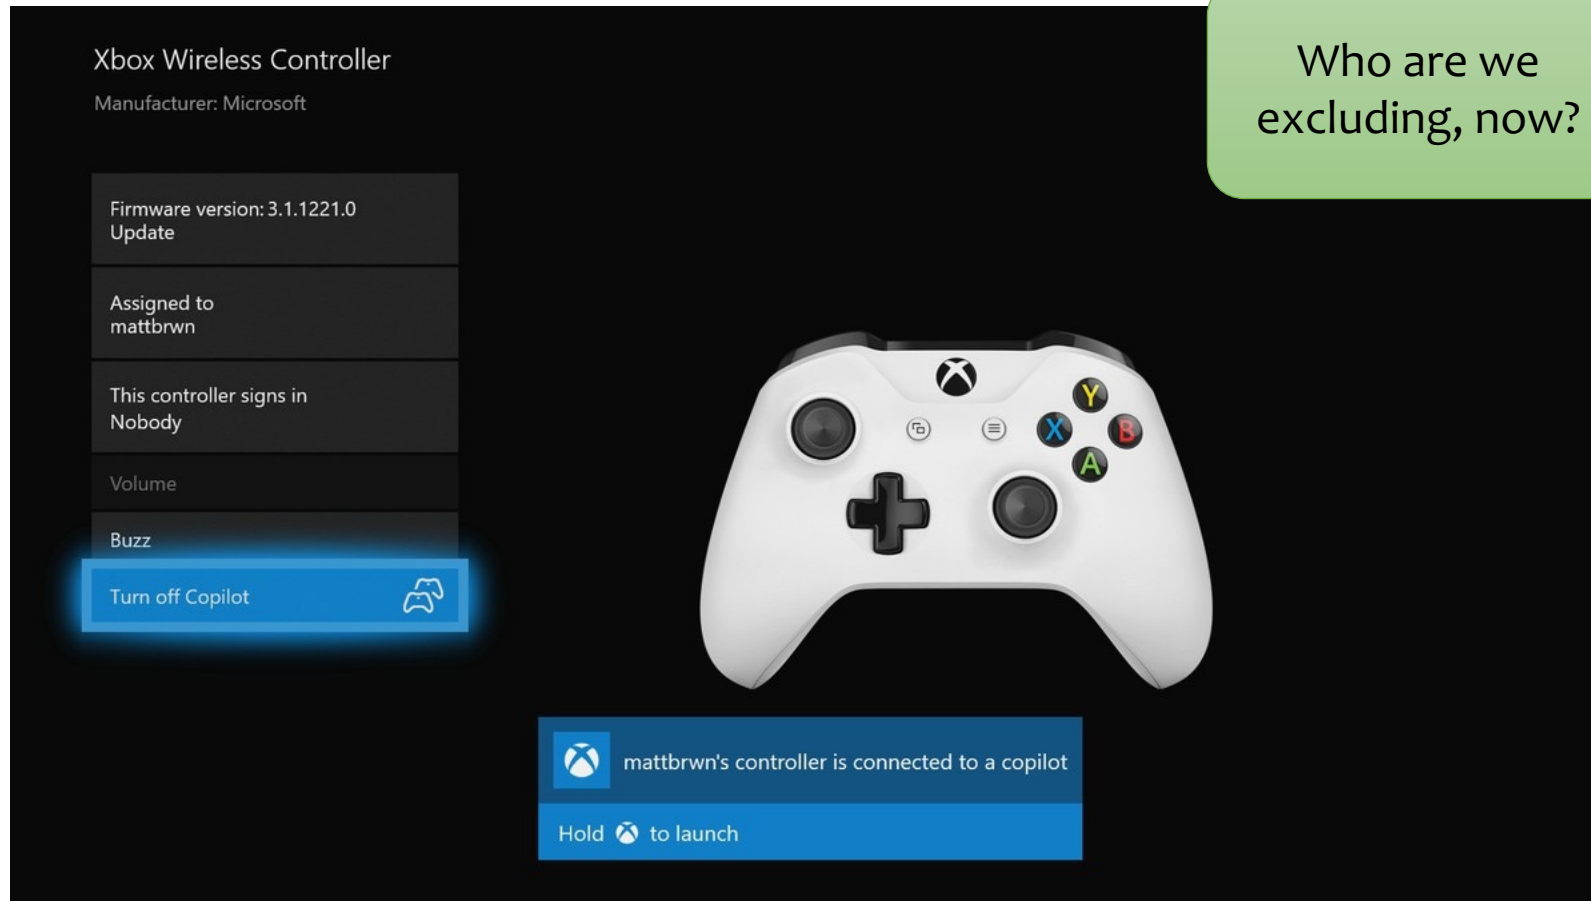 Xbox Wireless Controller
Manufacturer: Microsoft
Who are we
excluding, now?
Firmware version: 3.1.1221.0
Update
Assigned to
mattbrwn
This controller signs in
Nobody
Volume
Buzz
Turn off Copilot
Y
X
B
A
mattbrwn's controller is connected to a copilot
Hold to launch